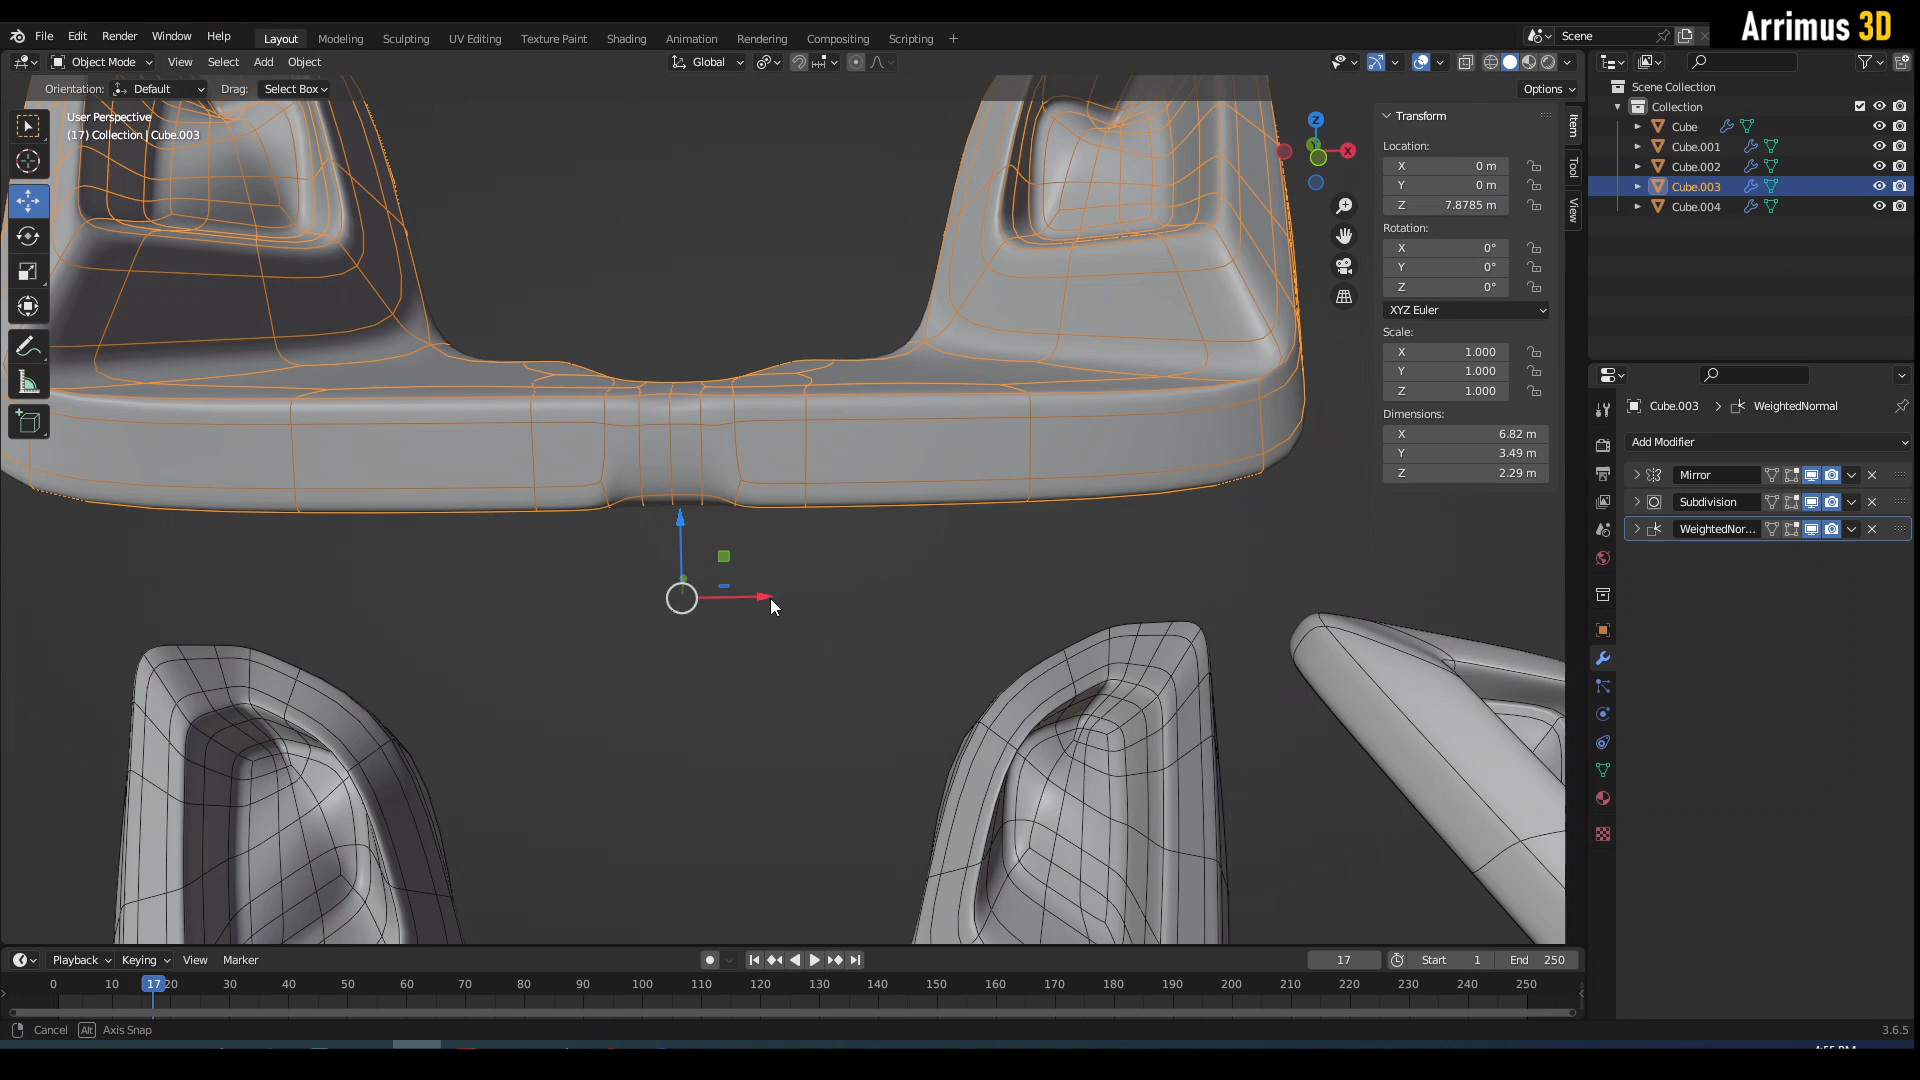 Arrimus 3D
File Edit Render Window Help Layout Modeling Sculpting UV Editing Texture Paint Shading Animation Rendering Compositing Scripting Scene
Object Mode View Select Add Object Global
Orientation: Default Drag: Select Box Options
User Perspective
(17) Collection | Cube.003
Z
X
Transform
Location:
X 0 m
Y 0 m
Z 7.8785 m
Rotation:
X 0°
Y 0°
Z 0°
XYZ Euler
Scale:
X 1.000
Y 1.000
Z 1.000
Dimensions:
X 6.82 m
Y 3.49 m
Z 2.29 m
Item
Tool
View
Scene Collection
Collection
Cube
Cube.001
Cube.002
Cube.003
Cube.004
Cube.003 WeightedNormal
Add Modifier
Mirror
Subdivision
WeightedNor...
Playback Keying View Marker 17 Start 1 End 250
0 10 17 20 30 40 50 60 70 80 90 100 110 120 130 140 150 160 170 180 190 200 210 220 230 240 250
Cancel Alt Axis Snap 3.6.5